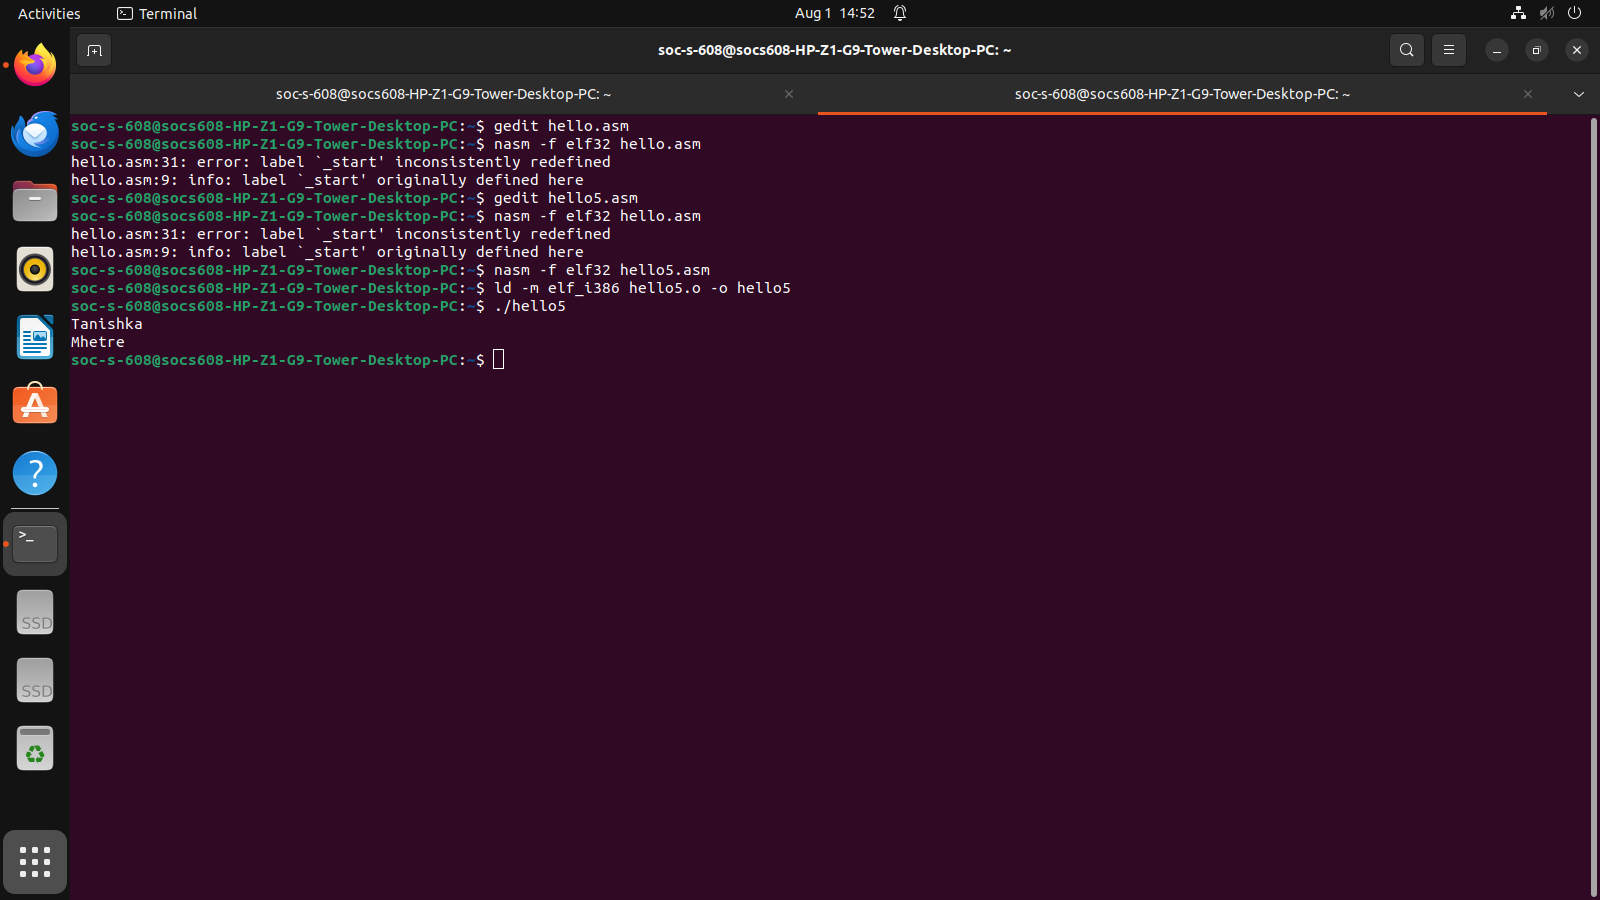 Activities
Terminal
Aug 1 14:52
soc-s-608@socs608-HP-Z1-G9-Tower-Desktop-PC: ~
soc-s-608@socs608-HP-Z1-G9-Tower-Desktop-PC: ~
soc-s-608@socs608-HP-Z1-G9-Tower-Desktop-PC: ~
soc-s-608@socs608-HP-Z1-G9-Tower-Desktop-PC:~$ gedit hello.asm
soc-s-608@socs608-HP-Z1-G9-Tower-Desktop-PC:~$ nasm -f elf32 hello.asm
hello.asm:31: error: label `_start' inconsistently redefined
hello.asm:9: info: label `_start' originally defined here
soc-s-608@socs608-HP-Z1-G9-Tower-Desktop-PC:~$ gedit hello5.asm
soc-s-608@socs608-HP-Z1-G9-Tower-Desktop-PC:~$ nasm -f elf32 hello.asm
hello.asm:31: error: label `_start' inconsistently redefined
hello.asm:9: info: label `_start' originally defined here
soc-s-608@socs608-HP-Z1-G9-Tower-Desktop-PC:~$ nasm -f elf32 hello5.asm
soc-s-608@socs608-HP-Z1-G9-Tower-Desktop-PC:~$ ld -m elf_i386 hello5.o -o hello5
soc-s-608@socs608-HP-Z1-G9-Tower-Desktop-PC:~$ ./hello5
Tanishka
Mhetre
soc-s-608@socs608-HP-Z1-G9-Tower-Desktop-PC:~$
SSD
SSD